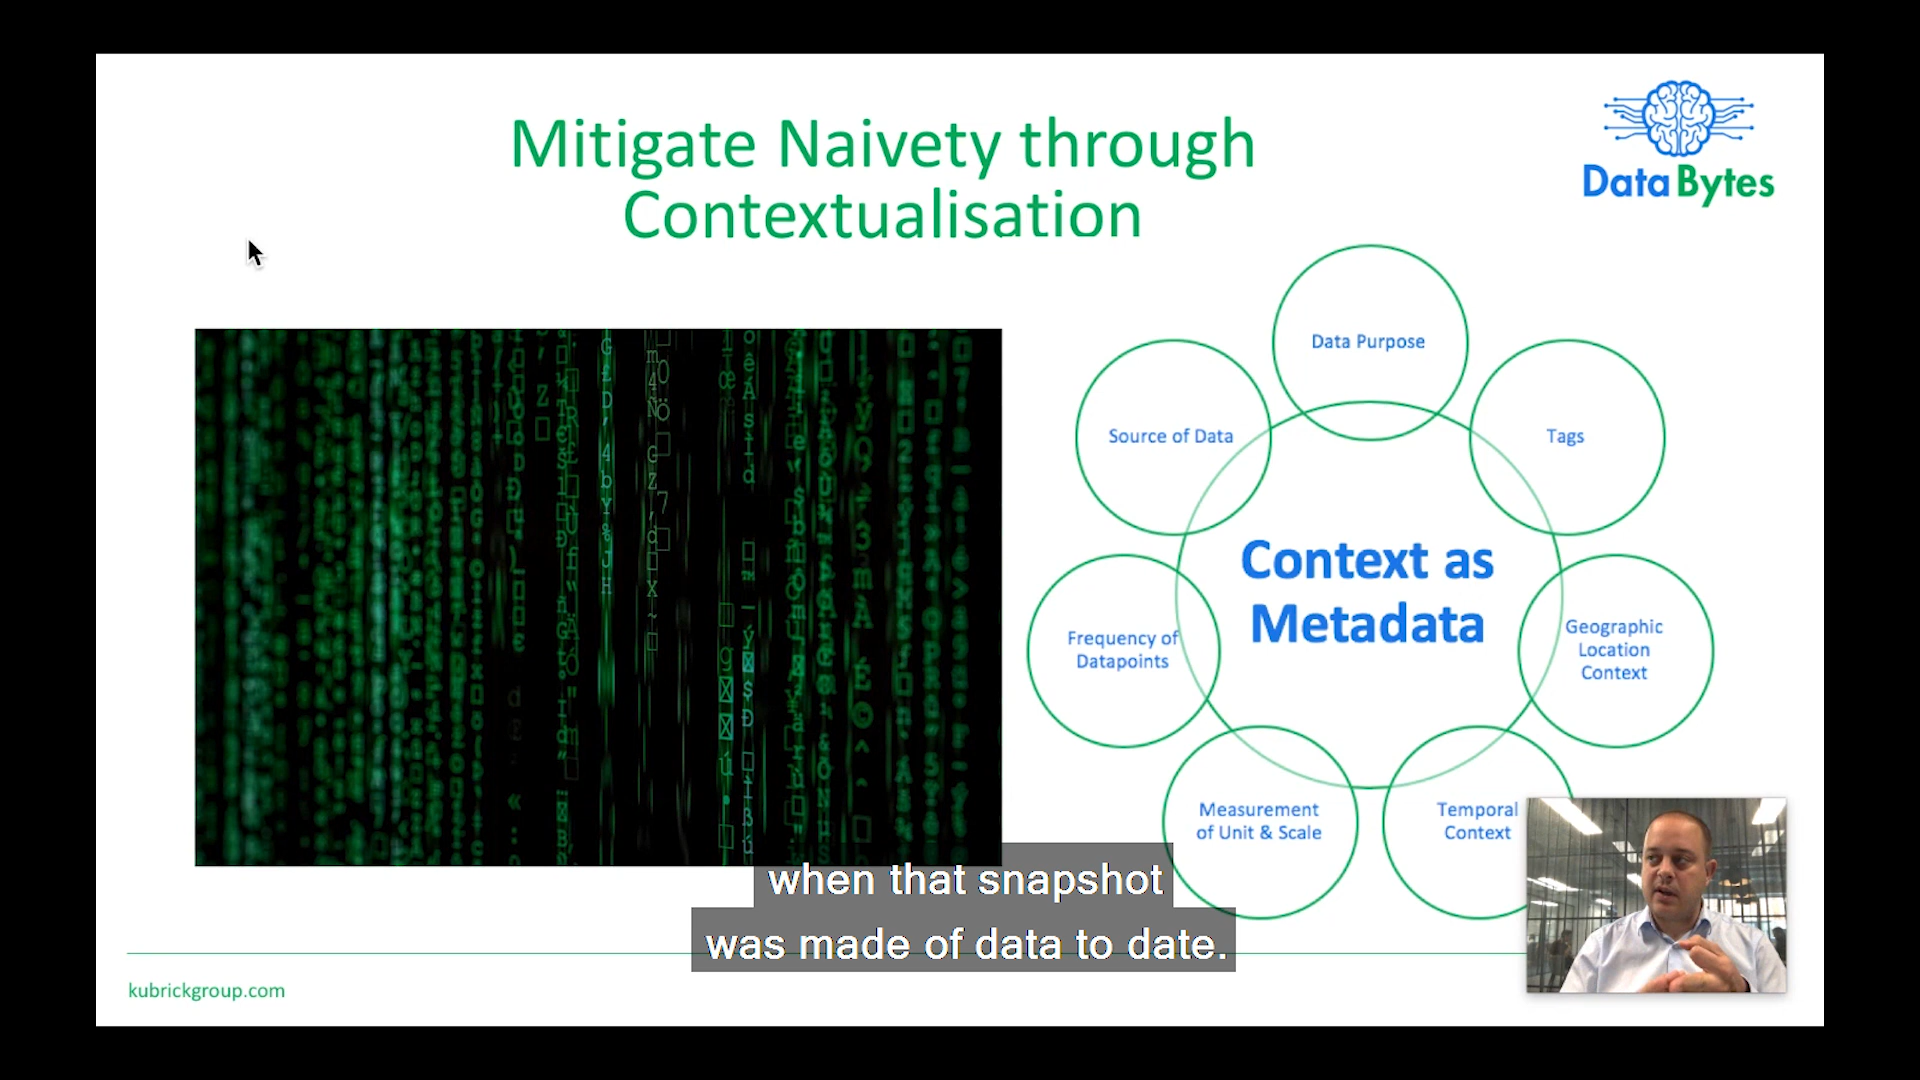 Mitigate Naivety through
Contextualisation
Data Bytes
Data Purpose
Source of Data
Tags
Context as
Metadata
Frequency of
Datapoints
Geographic
Location
Context
Measurement
of Unit & Scale
Temporal
Context
when that snapshot
was made of data to date.
kubrickgroup.com